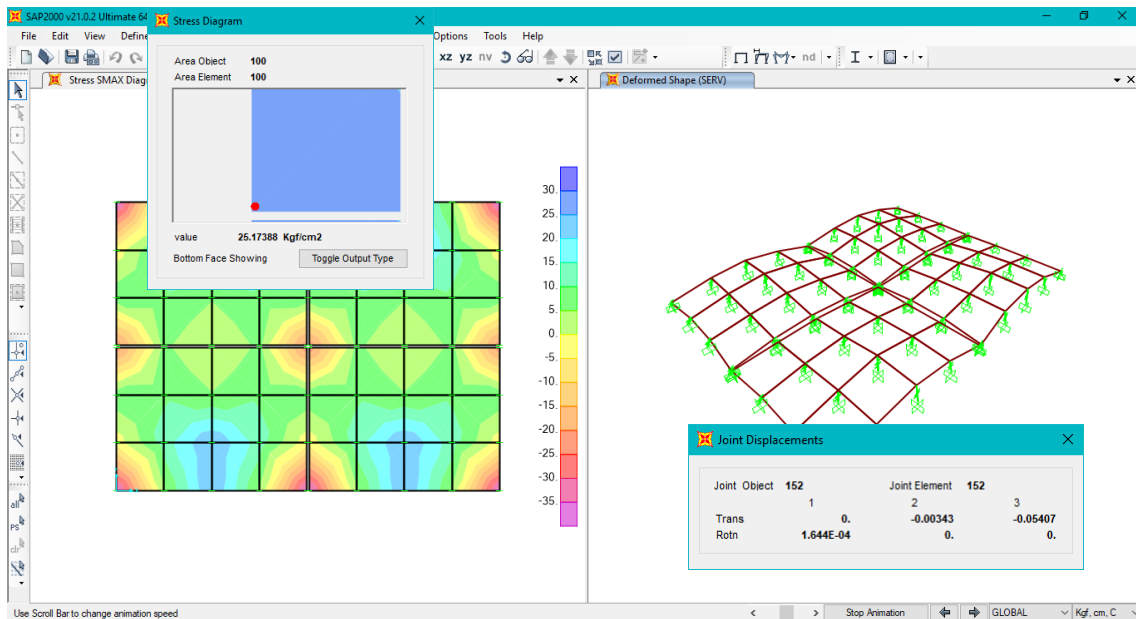 SAP2000 v21.0.2 Ultimate 64
Stress Diagram
File Edit View Define
Options Tools Help
xz yz nv
nd
Stress SMAX Diag
Deformed Shape (SERV)
Area Object 100
Area Element 100
value 25.17388 Kgf/cm2
Bottom Face Showing Toggle Output Type
30.
25.
20.
15.
10.
5.
0.
-5.
-10.
-15.
-20.
-25.
-30.
-35.
all
PS
clr
Joint Displacements
Joint Object 152 Joint Element 152
1 2 3
Trans 0. -0.00343 -0.05407
Rotn 1.644E-04 0. 0.
Use Scroll Bar to change animation speed
Stop Animation
GLOBAL
Kgf, cm, C